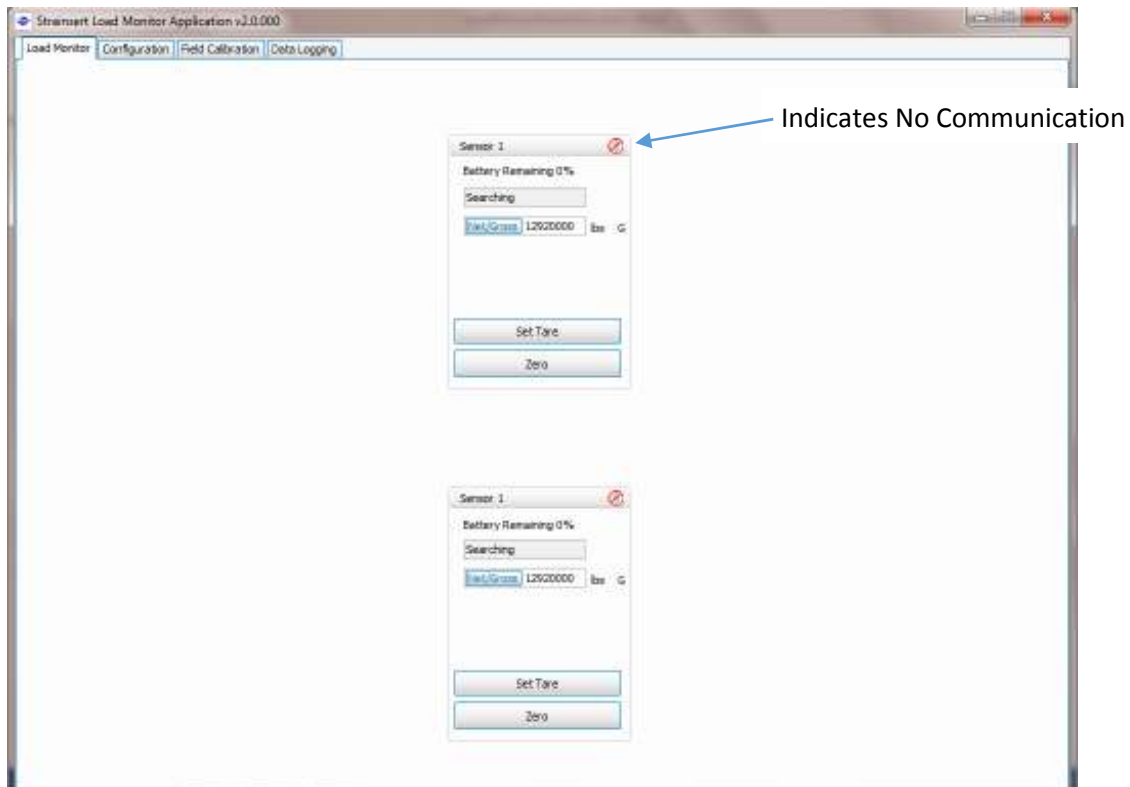 Strainsert Load Monitor Application v2.0.000
Load Monitor Configuration Field Calibration Data Logging
Indicates No Communication
Sensor 1
Battery Remaining 0%
Searching
Net/Gross 12920000 lbs G
Set Tare
Zero
Sensor 1
Battery Remaining 0%
Searching
Net/Gross 12920000 lbs G
Set Tare
Zero